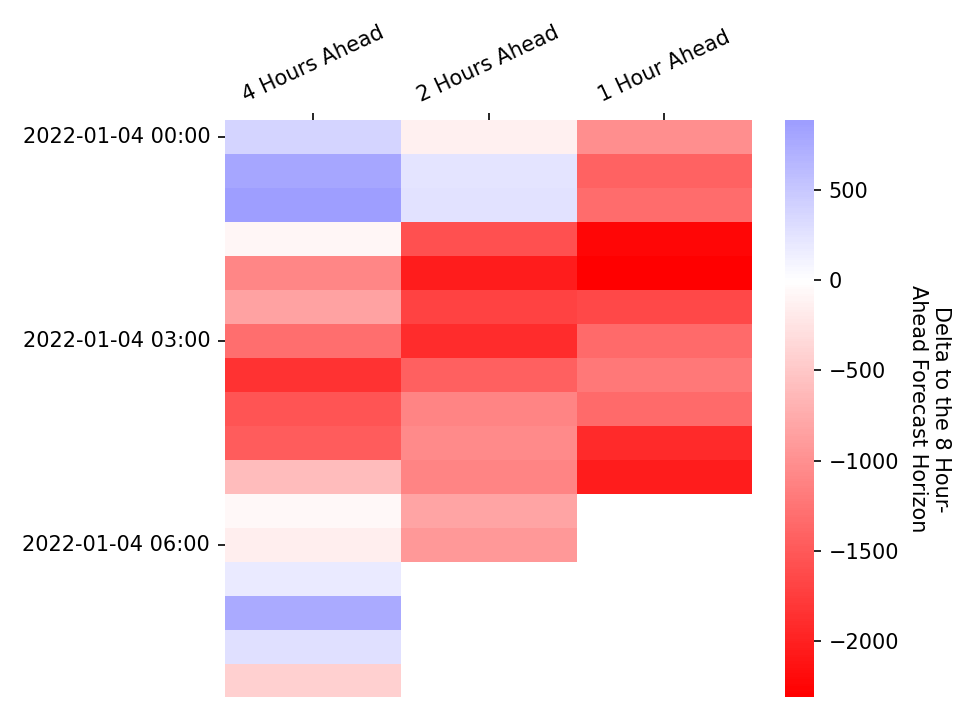 4 Hours Ahead
2 Hours Ahead
1 Hour Ahead
2022-01-04 00:00
2022-01-04 03:00
2022-01-04 06:00
500
0
−500
−1000
−1500
−2000
Delta to the 8 Hour-
Ahead Forecast Horizon